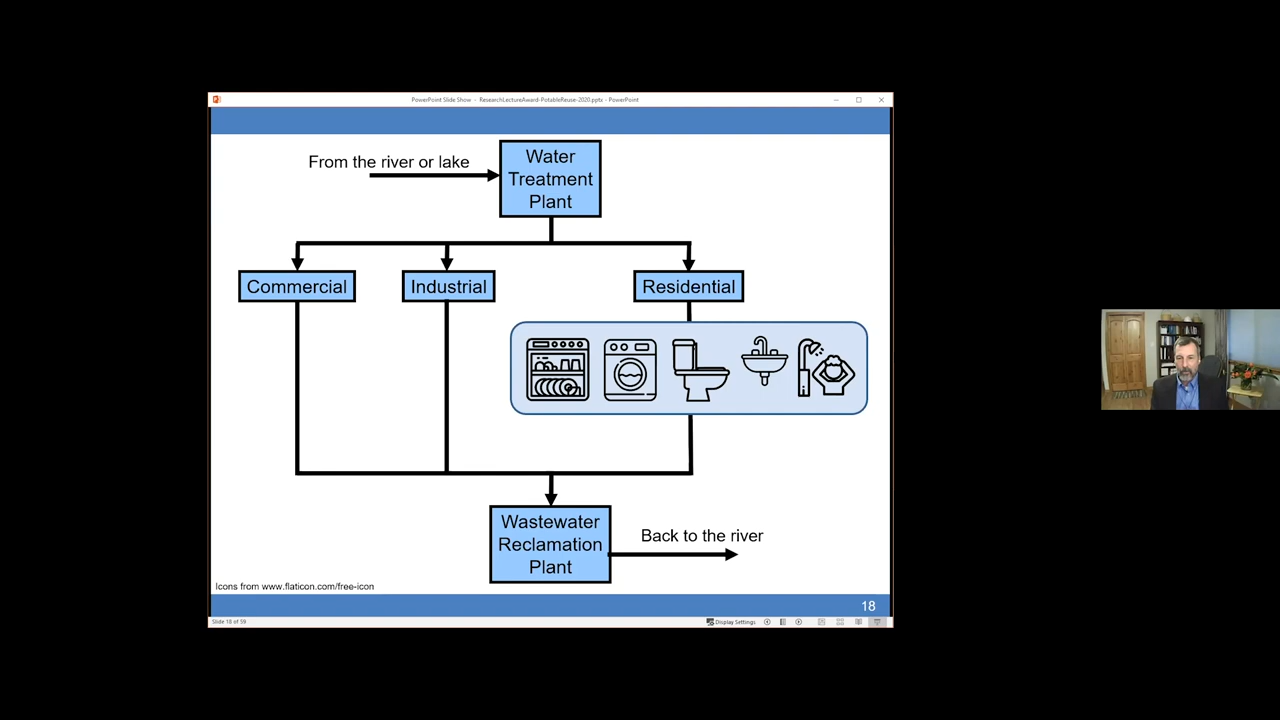 PowerPoint Slide Show - ResearchLectureAward-PotableReuse-2020.pptx - PowerPoint
From the river or lake
Water
Treatment
Plant
Commercial
Industrial
Residential
Wastewater
Reclamation
Plant
Back to the river
Icons from www.flaticon.com/free-icon
18
Slide 18 of 59
Display Settings